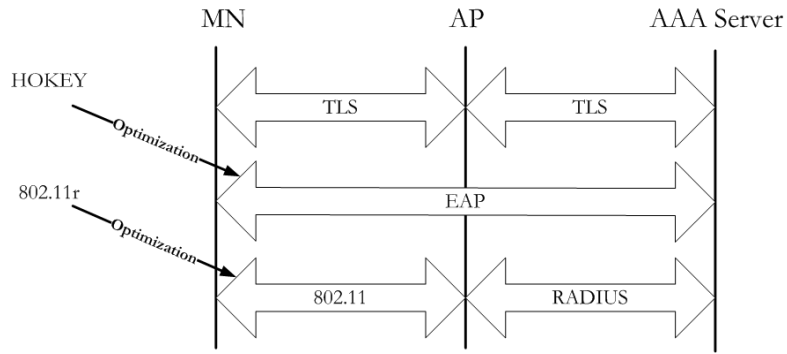 MN AP AAA Server
HOKEY
TLS TLS
Optimization
802.11r
EAP
Optimization
802.11 RADIUS